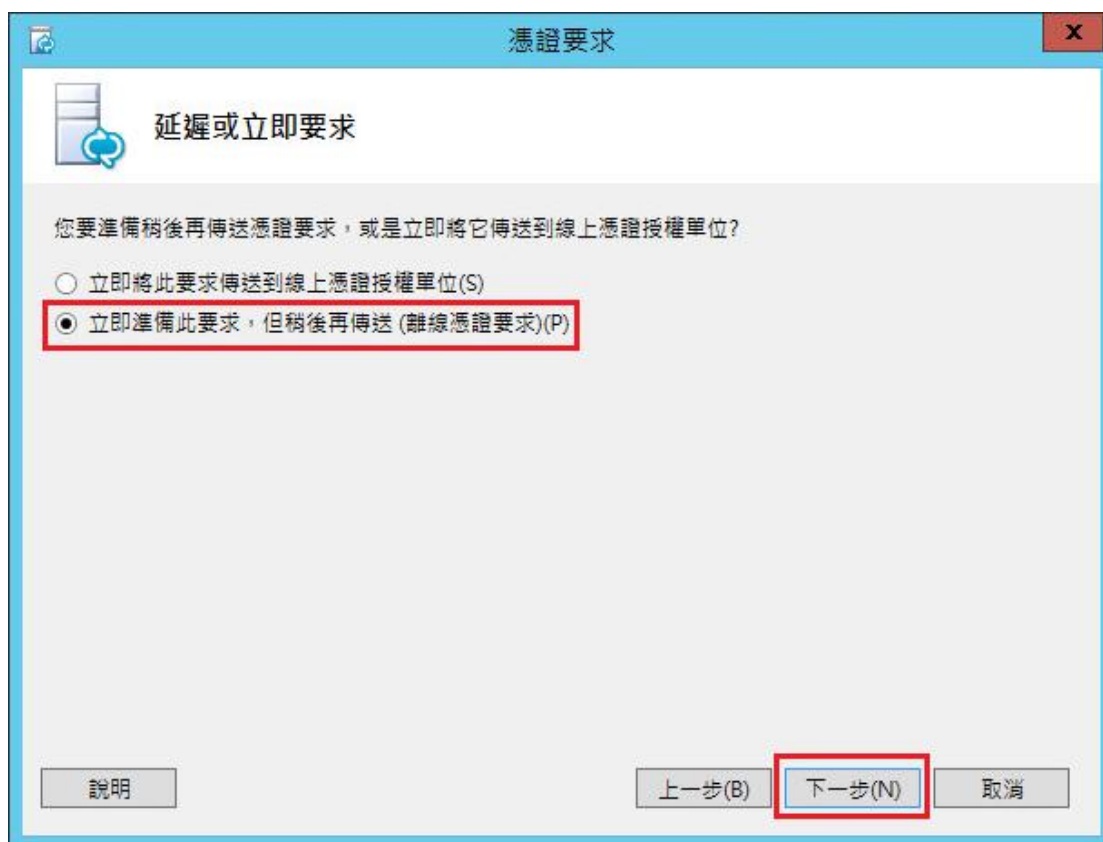 憑證要求
x
延遲或立即要求
您要準備稍後再傳送憑證要求，或是立即將它傳送到線上憑證授權單位?
立即將此要求傳送到線上憑證授權單位(S)
立即準備此要求，但稍後再傳送 (離線憑證要求)(P)
說明
上一步(B)
下一步(N)
取消